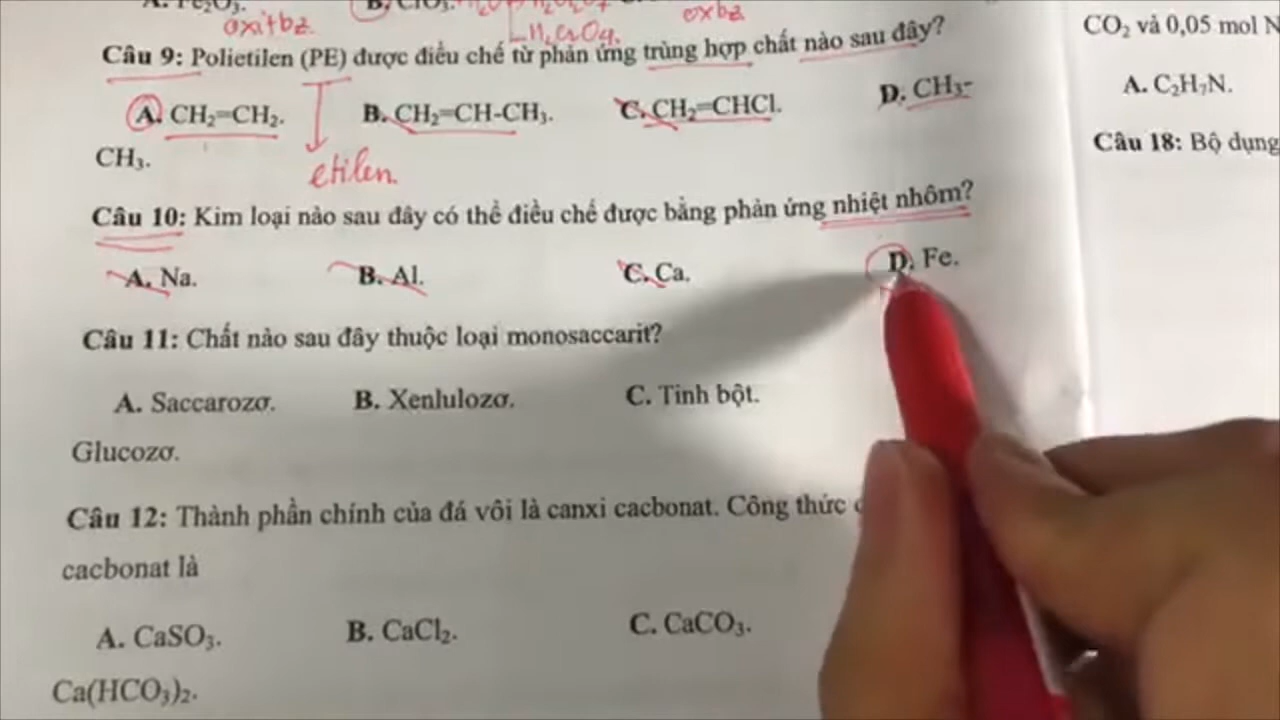 A. Fe₂O₃.
B. CrO₃.
oxitbz.
oxbz
Câu 9: Polietilen (PE) được điều chế từ phản ứng trùng hợp chất nào sau đây?
A. CH₂=CH₂. B. CH₂=CH-CH₃. C. CH₂=CHCl. D. CH₃-
CH₃.
etilen.
Câu 10: Kim loại nào sau đây có thể điều chế được bằng phản ứng nhiệt nhôm?
A. Na. B. Al. C. Ca. D. Fe.
Câu 11: Chất nào sau đây thuộc loại monosaccarit?
A. Saccarozơ. B. Xenlulozơ. C. Tinh bột.
Glucozơ.
Câu 12: Thành phần chính của đá vôi là canxi cacbonat. Công thức
cacbonat là
A. CaSO₃. B. CaCl₂. C. CaCO₃.
Ca(HCO₃)₂.
CO₂ và 0,05 mol N
A. C₂H₇N.
Câu 18: Bộ dụng